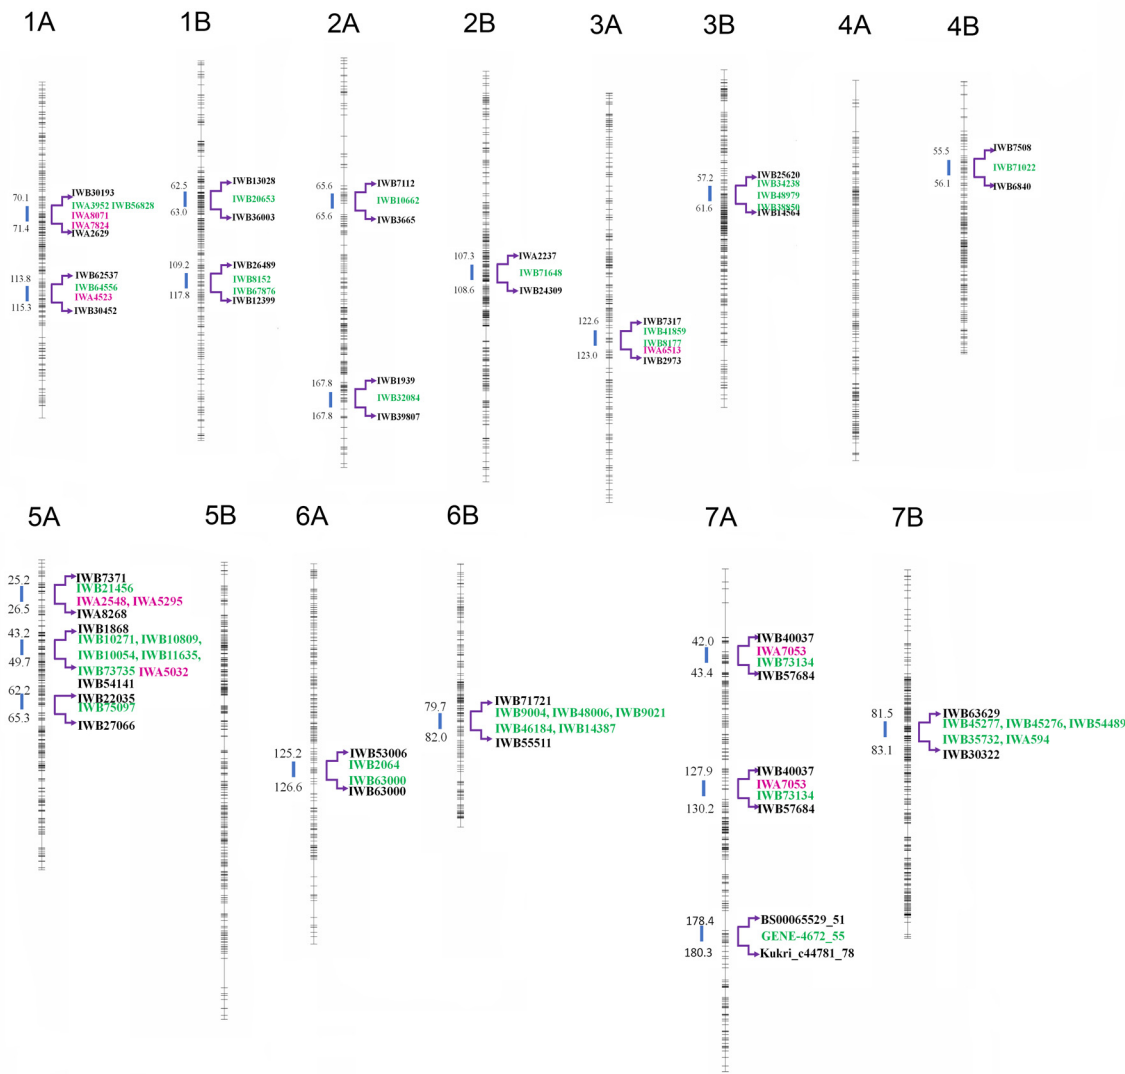 1A 1B 2A 2B 3A 3B 4A 4B
70.1
71.4
IWB30193
IWA3952 IWB56828
IWA8071
IWA7824
IWA2629
113.8
115.3
IWB62537
IWB64556
IWA4523
IWB30452
62.5
63.0
IWB13028
IWB20653
IWB36003
109.2
117.8
IWB26489
IWB8152
IWB67876
IWB12399
65.6
65.6
IWB7112
IWB10662
IWB3665
167.8
167.8
IWB1939
IWB32084
IWB39807
107.3
108.6
IWA2237
IWB71648
IWB24309
122.6
123.0
IWB7317
IWB41859
IWB8177
IWA6513
IWB2973
57.2
61.6
IWB25620
IWB34238
IWB48979
IWB14564
55.5
56.1
IWB7508
IWB71022
IWB6840
5A 5B 6A 6B 7A 7B
25.2
26.5
IWB7371
IWB21456
IWA2548, IWA5295
IWA8268
43.2
49.7
IWB1868
IWB10271, IWB10809,
IWB10054, IWB11635,
IWB73735 IWA5032
IWB54141
62.2
65.3
IWB22035
IWB75097
IWB27066
125.2
126.6
IWB53006
IWB2064
IWB63000
IWB63000
79.7
82.0
IWB71721
IWB9004, IWB48006, IWB9021
IWB46184, IWB14387
IWB55511
42.0
43.4
IWB40037
IWA7053
IWB73134
IWB57684
127.9
130.2
IWB40037
IWA7053
IWB73134
IWB57684
178.4
180.3
BS00065529_51
GENE-4672_55
Kukri_c44781_78
81.5
83.1
IWB63629
IWB45277, IWB45276, IWB54489
IWB35732, IWA594
IWB30322